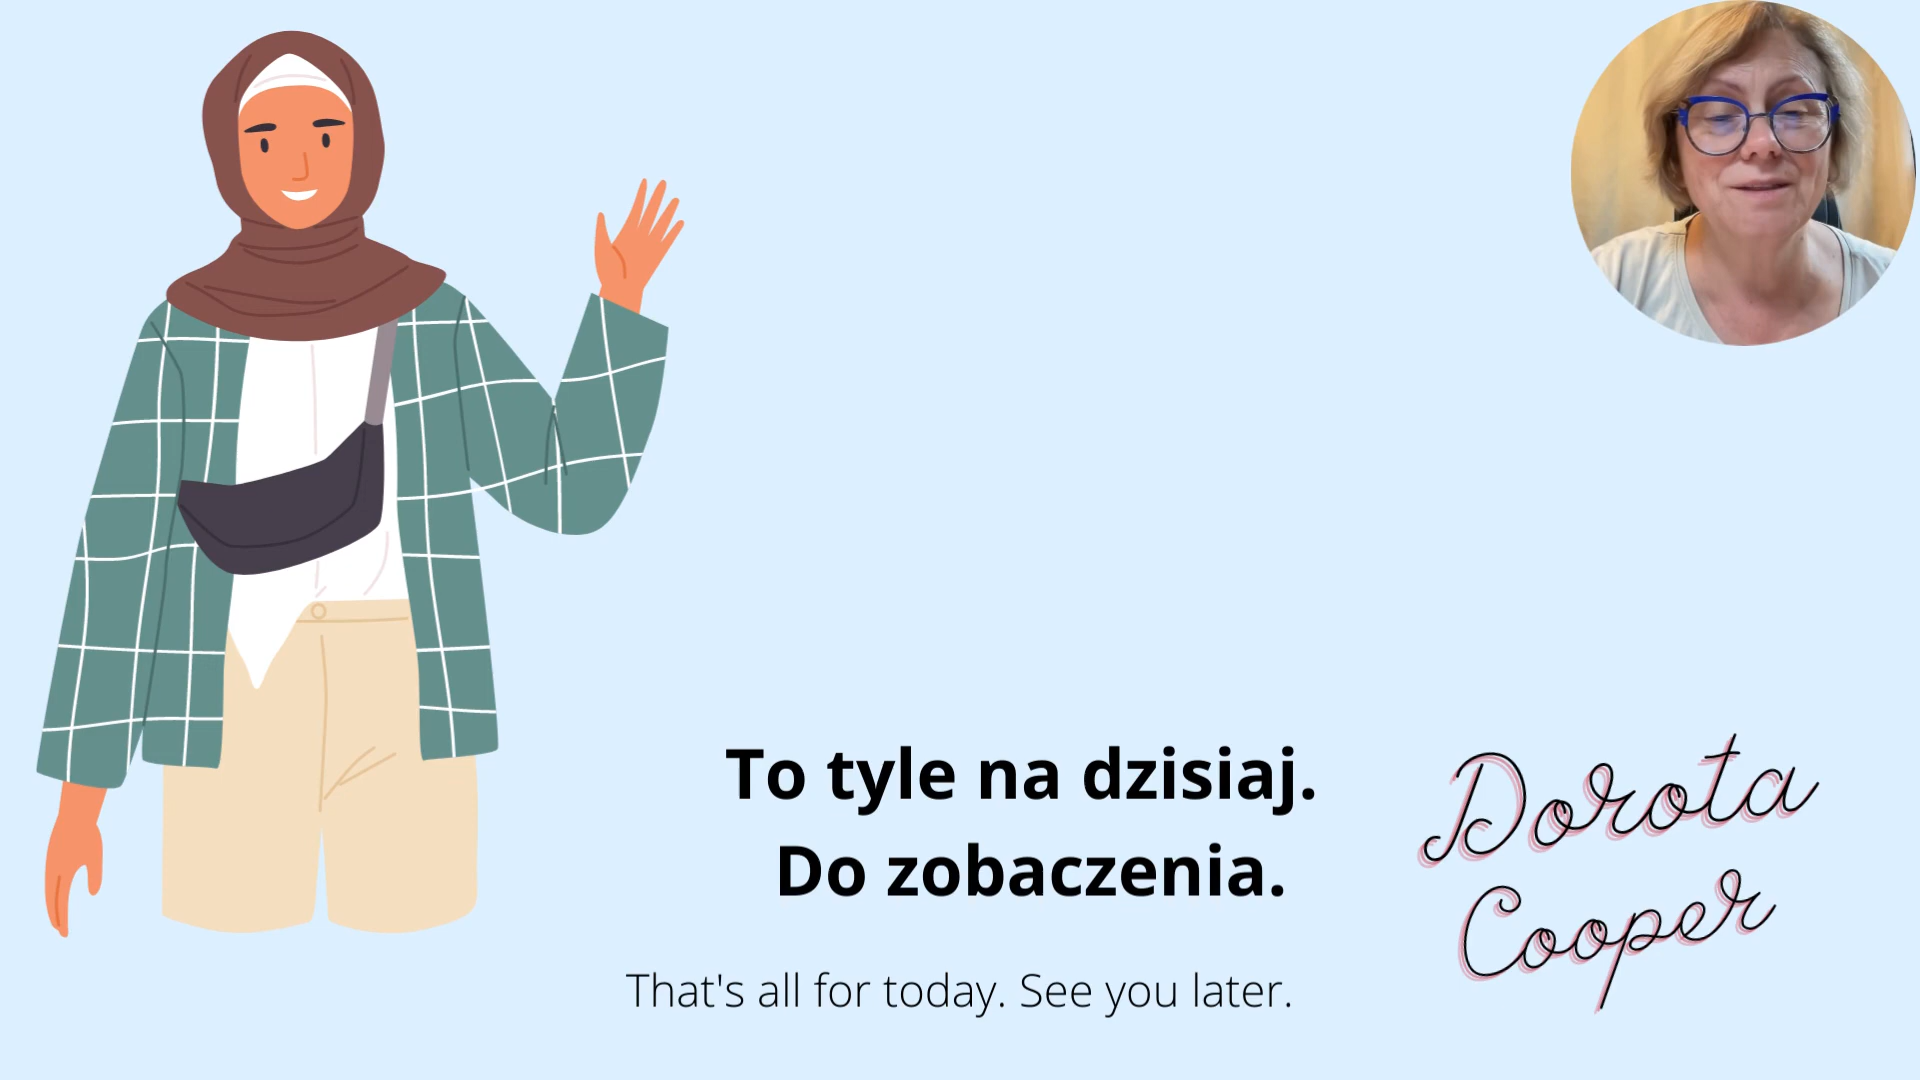 To tyle na dzisiaj.
Do zobaczenia.
That's all for today. See you later.
Dorota
Cooper